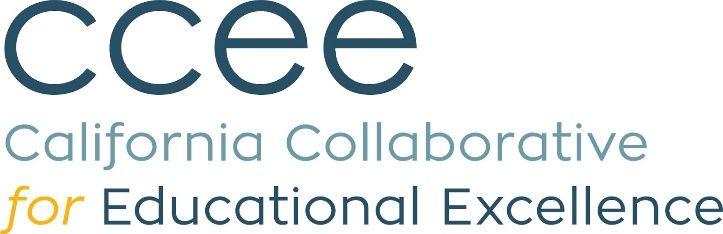 ccee
California Collaborative
for Educational Excellence